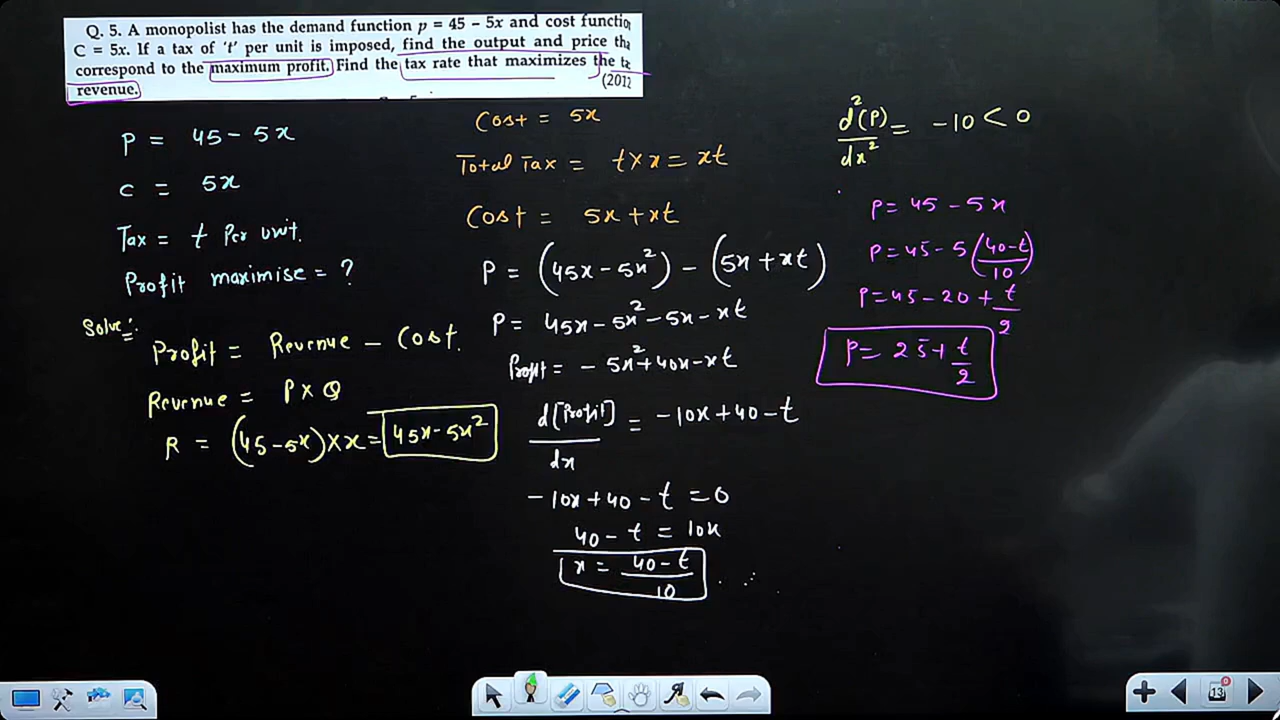 Q. 5. A monopolist has the demand function p = 45 – 5x and cost functio
C = 5x. If a tax of 't' per unit is imposed, find the output and price tha
correspond to the maximum profit. Find the tax rate that maximizes the ta
revenue. (2012
P = 45 - 5x
C = 5x
Tax = t Per unit.
Profit maximise = ?
Solve:
Profit = Revenue - Cost.
Revenue = P × Q
R = (45-5x) × x = 45x - 5x²
Cost = 5x
Total Tax = t × x = xt
Cost = 5x + xt
P = (45x - 5x²) - (5x + xt)
P = 45x - 5x² - 5x - xt
Profit = - 5x² + 40x - xt
d[Profit]/dx = -10x + 40 - t
-10x + 40 - t = 0
40 - t = 10x
x = 40-t/10
d²(P)/dx² = -10 < 0
P = 45 - 5x
P = 45 - 5(40-t/10)
P = 45 - 20 + t/2
P = 25 + t/2
13